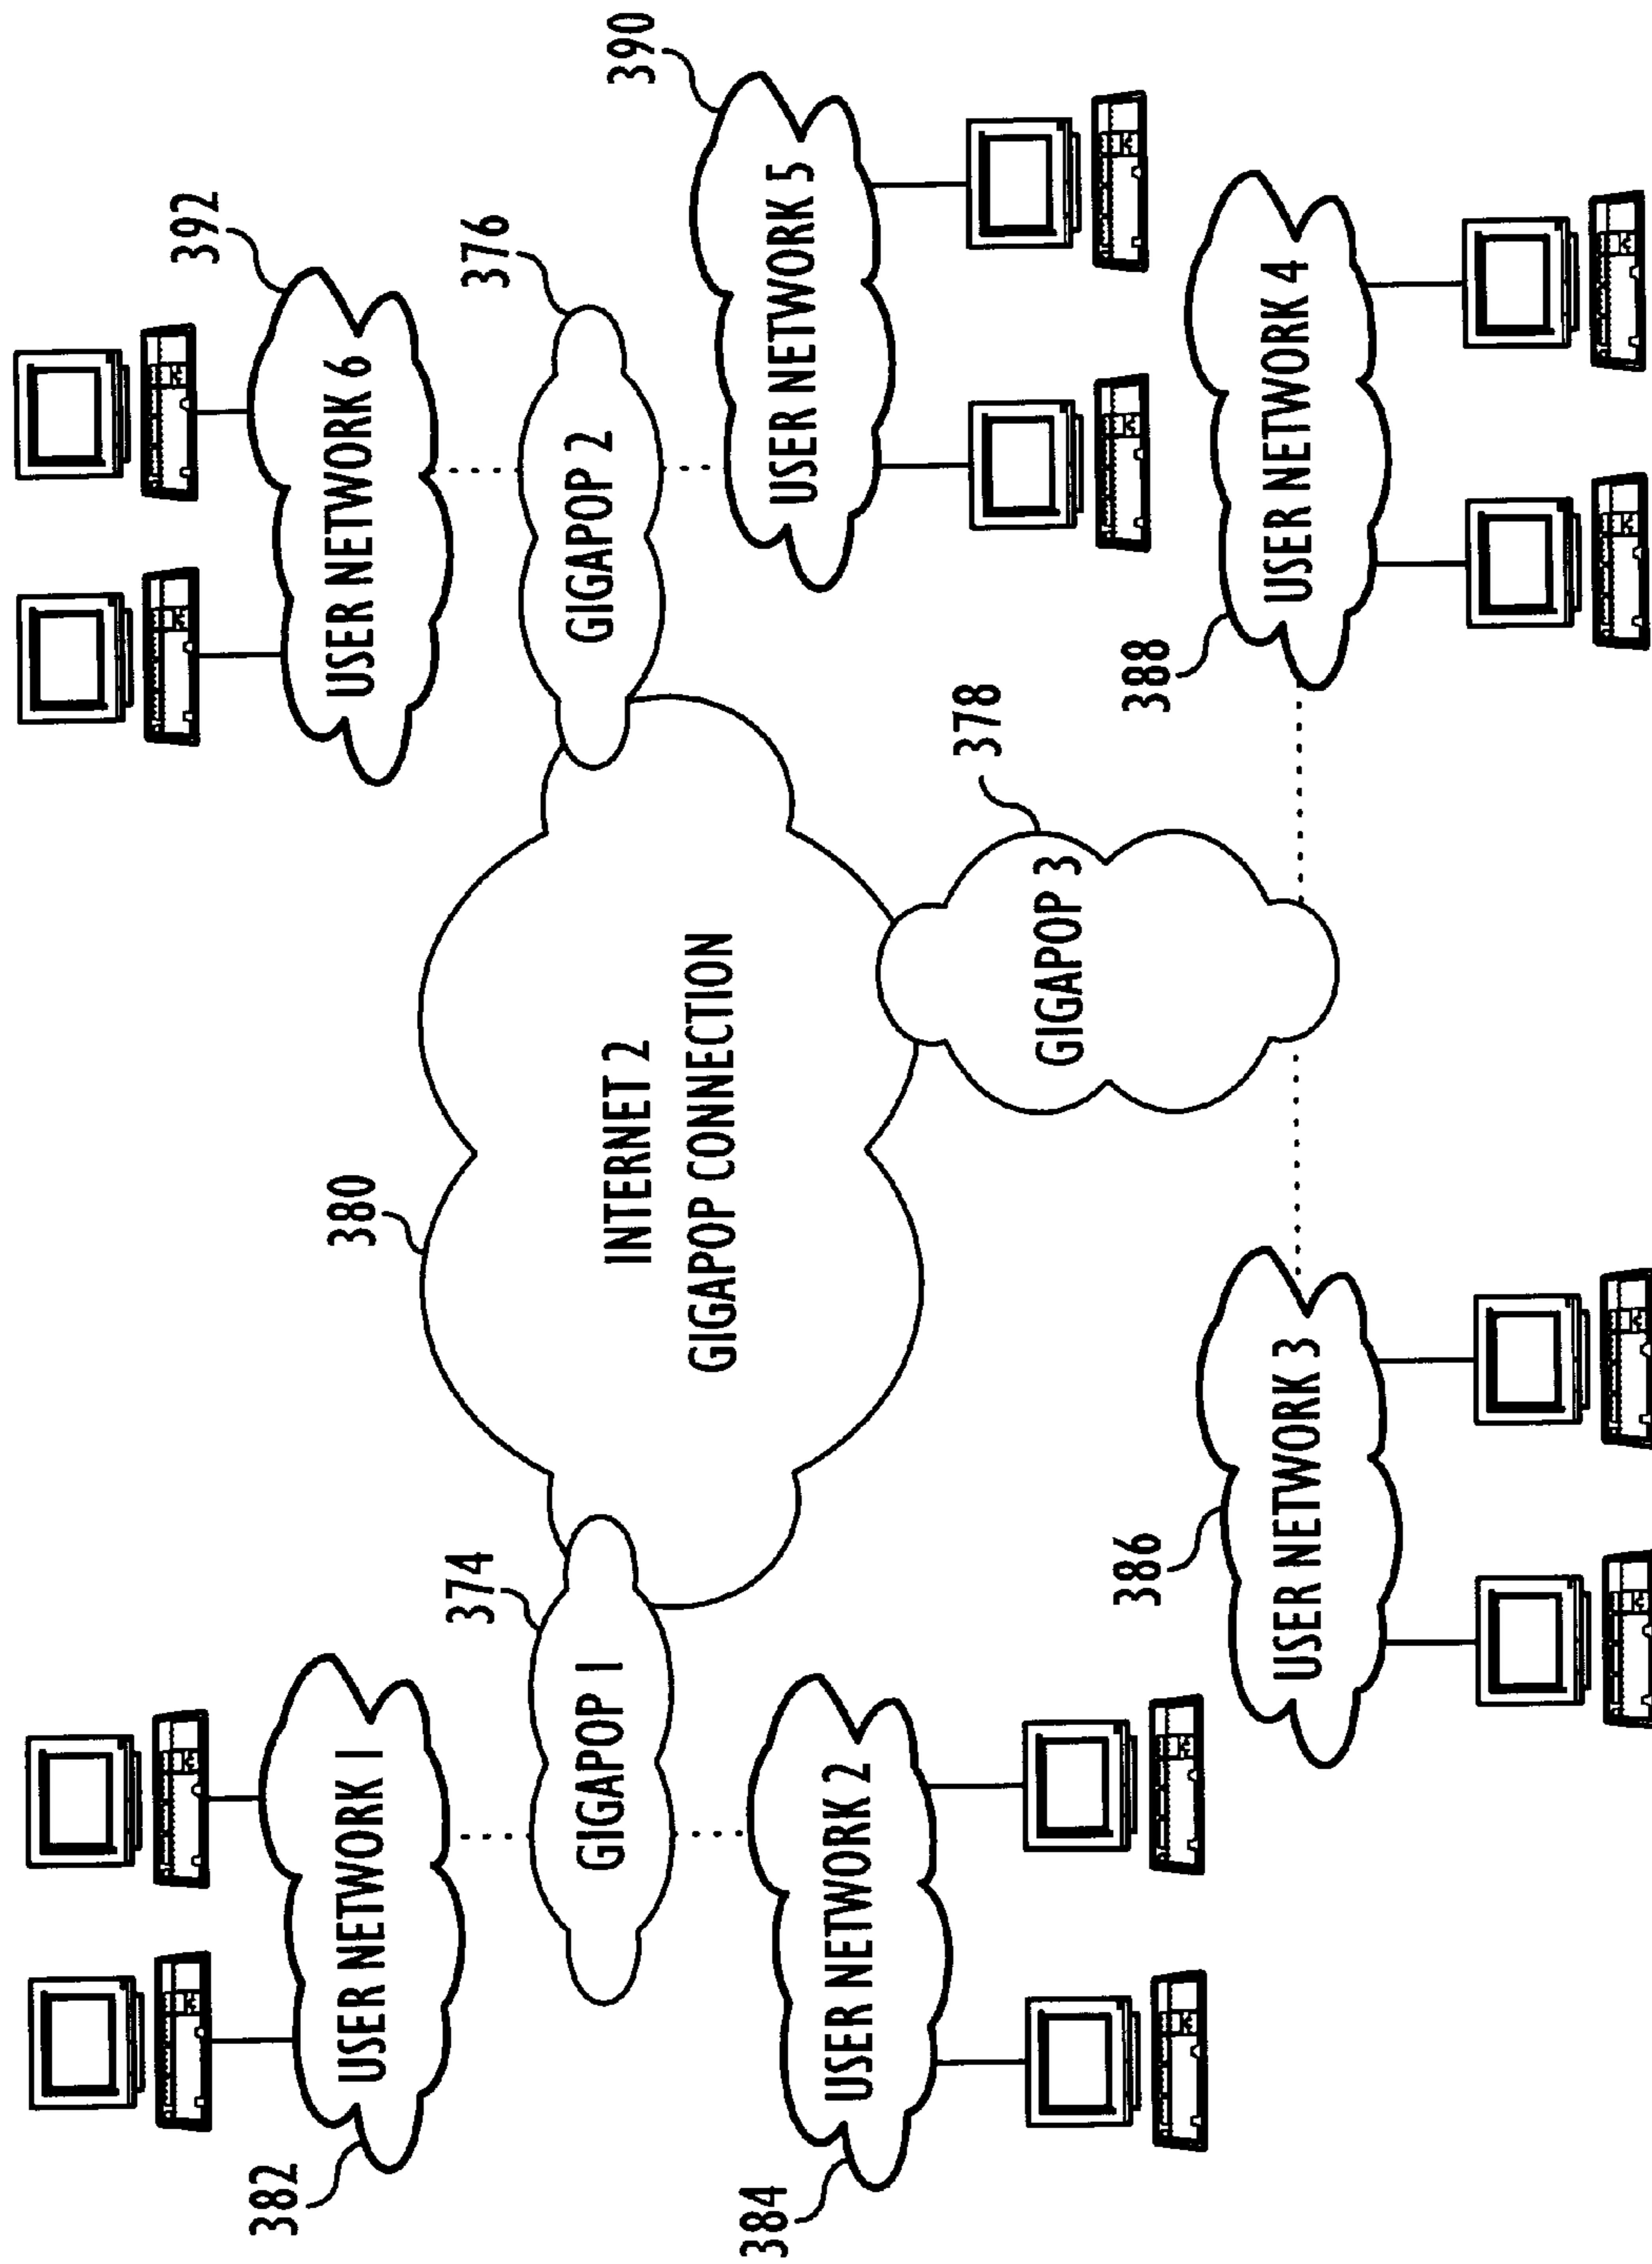 382
USER NETWORK 1
374
GIGAPOP 1
384
USER NETWORK 2
380
INTERNET 2
GIGAPOP CONNECTION
392
USER NETWORK 6
376
GIGAPOP 2
390
USER NETWORK 5
378
GIGAPOP 3
386
USER NETWORK 3
388
USER NETWORK 4